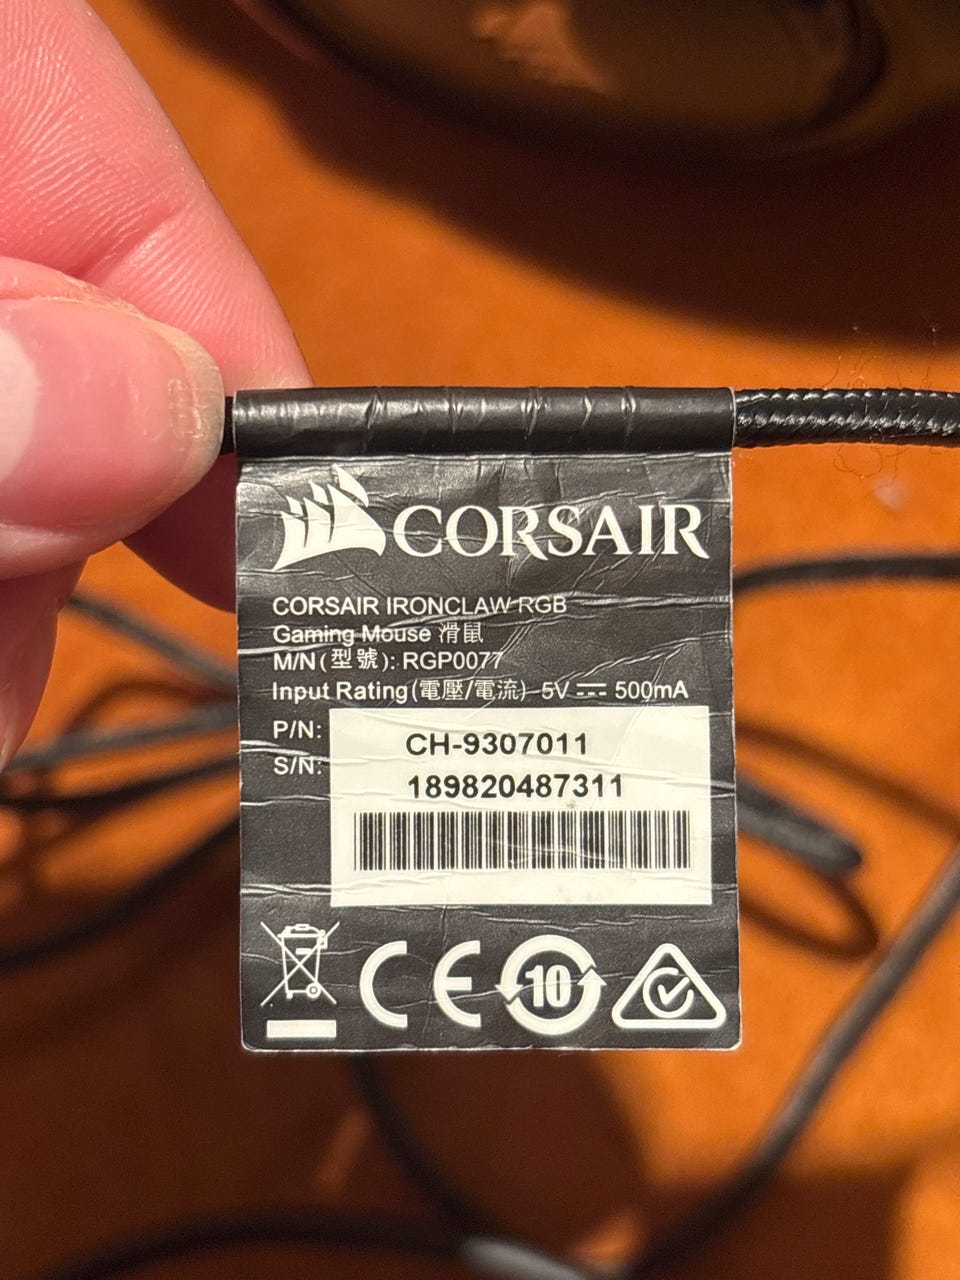 CORSAIR
CORSAIR IRONCLAW RGB
Gaming Mouse 滑鼠
M/N(型號): RGP0077
Input Rating(電壓/電流) 5V ⎓ 500mA
P/N: CH-9307011
S/N: 189820487311
CE 10